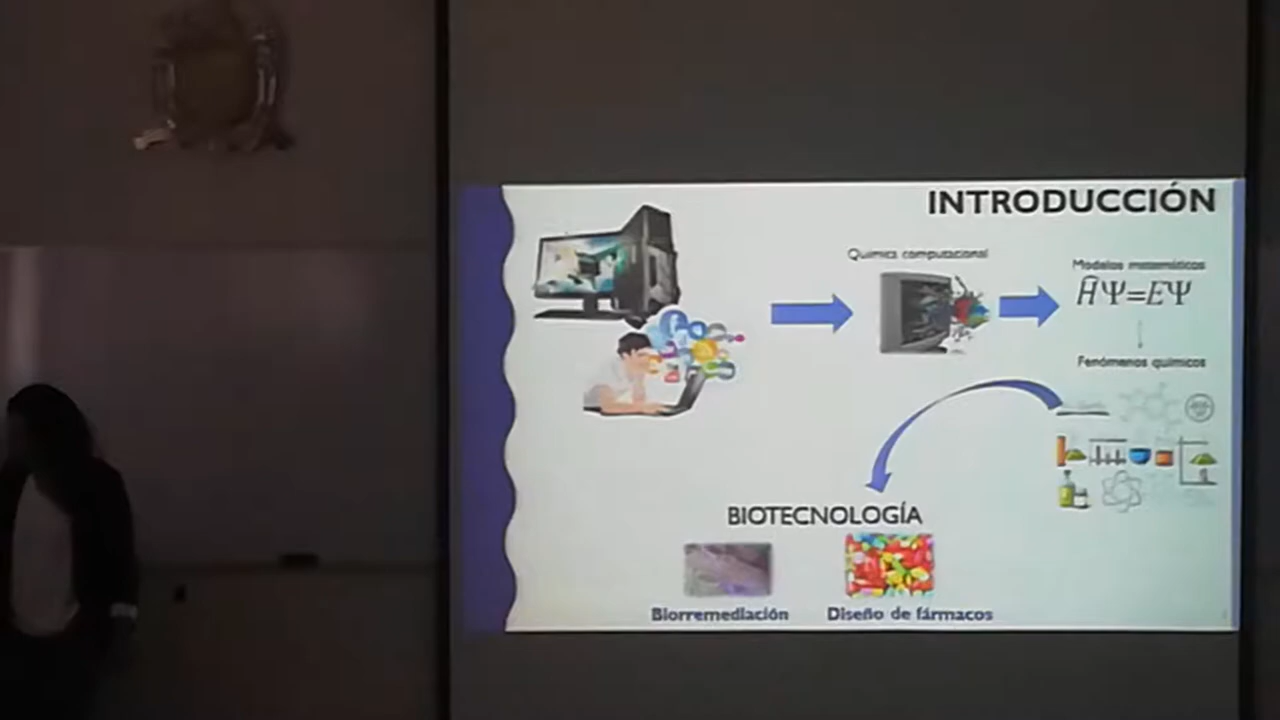 INTRODUCCIÓN
Química computacional
Modelos matemáticos
ĤΨ=EΨ
Fenómenos químicos
BIOTECNOLOGÍA
Biorremediación
Diseño de fármacos